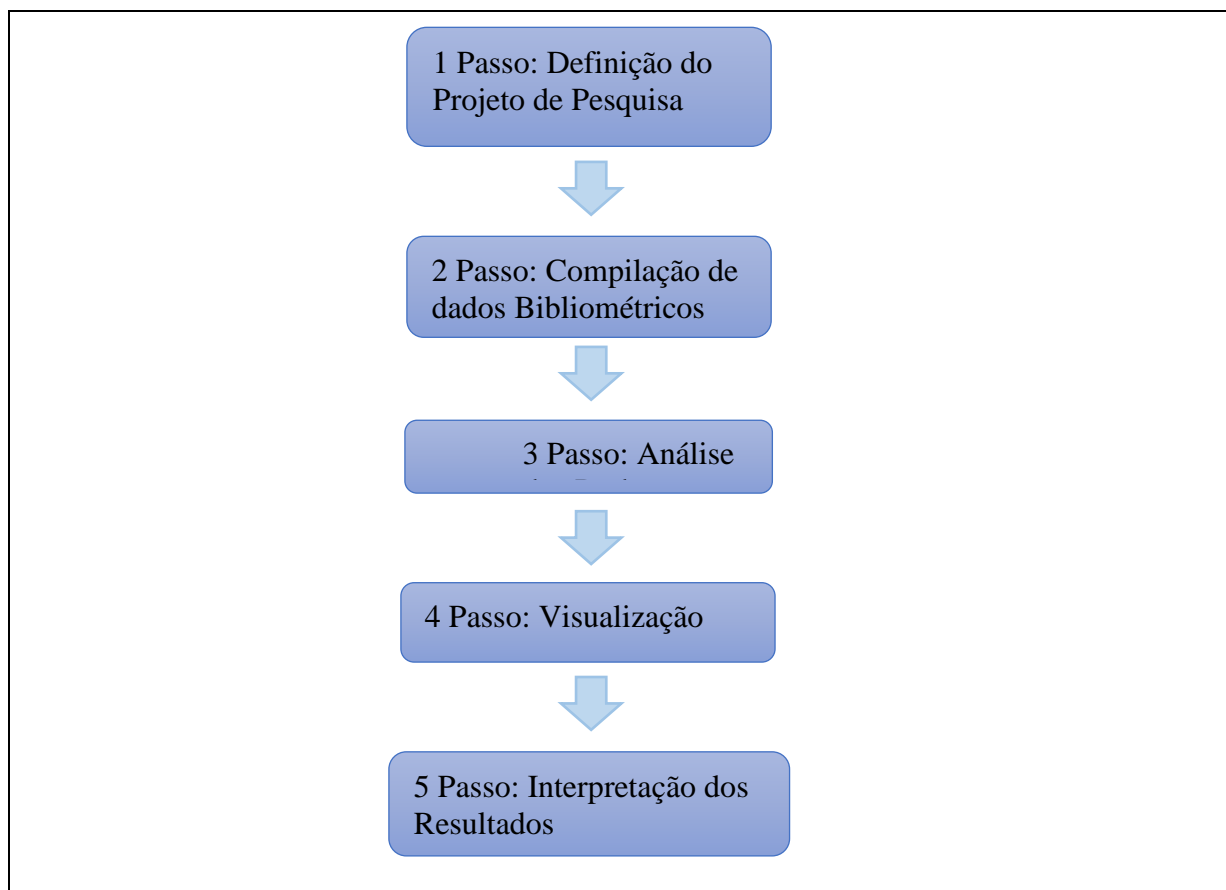 1 Passo: Definição do
Projeto de Pesquisa
2 Passo: Compilação de
dados Bibliométricos
3 Passo: Análise
4 Passo: Visualização
5 Passo: Interpretação dos
Resultados